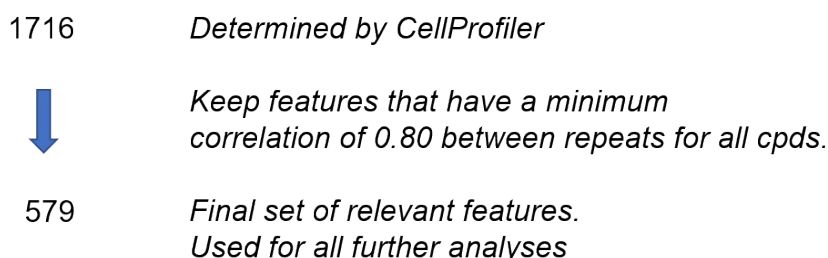 1716 Determined by CellProfiler
Keep features that have a minimum
correlation of 0.80 between repeats for all cpds.
579 Final set of relevant features.
Used for all further analyses